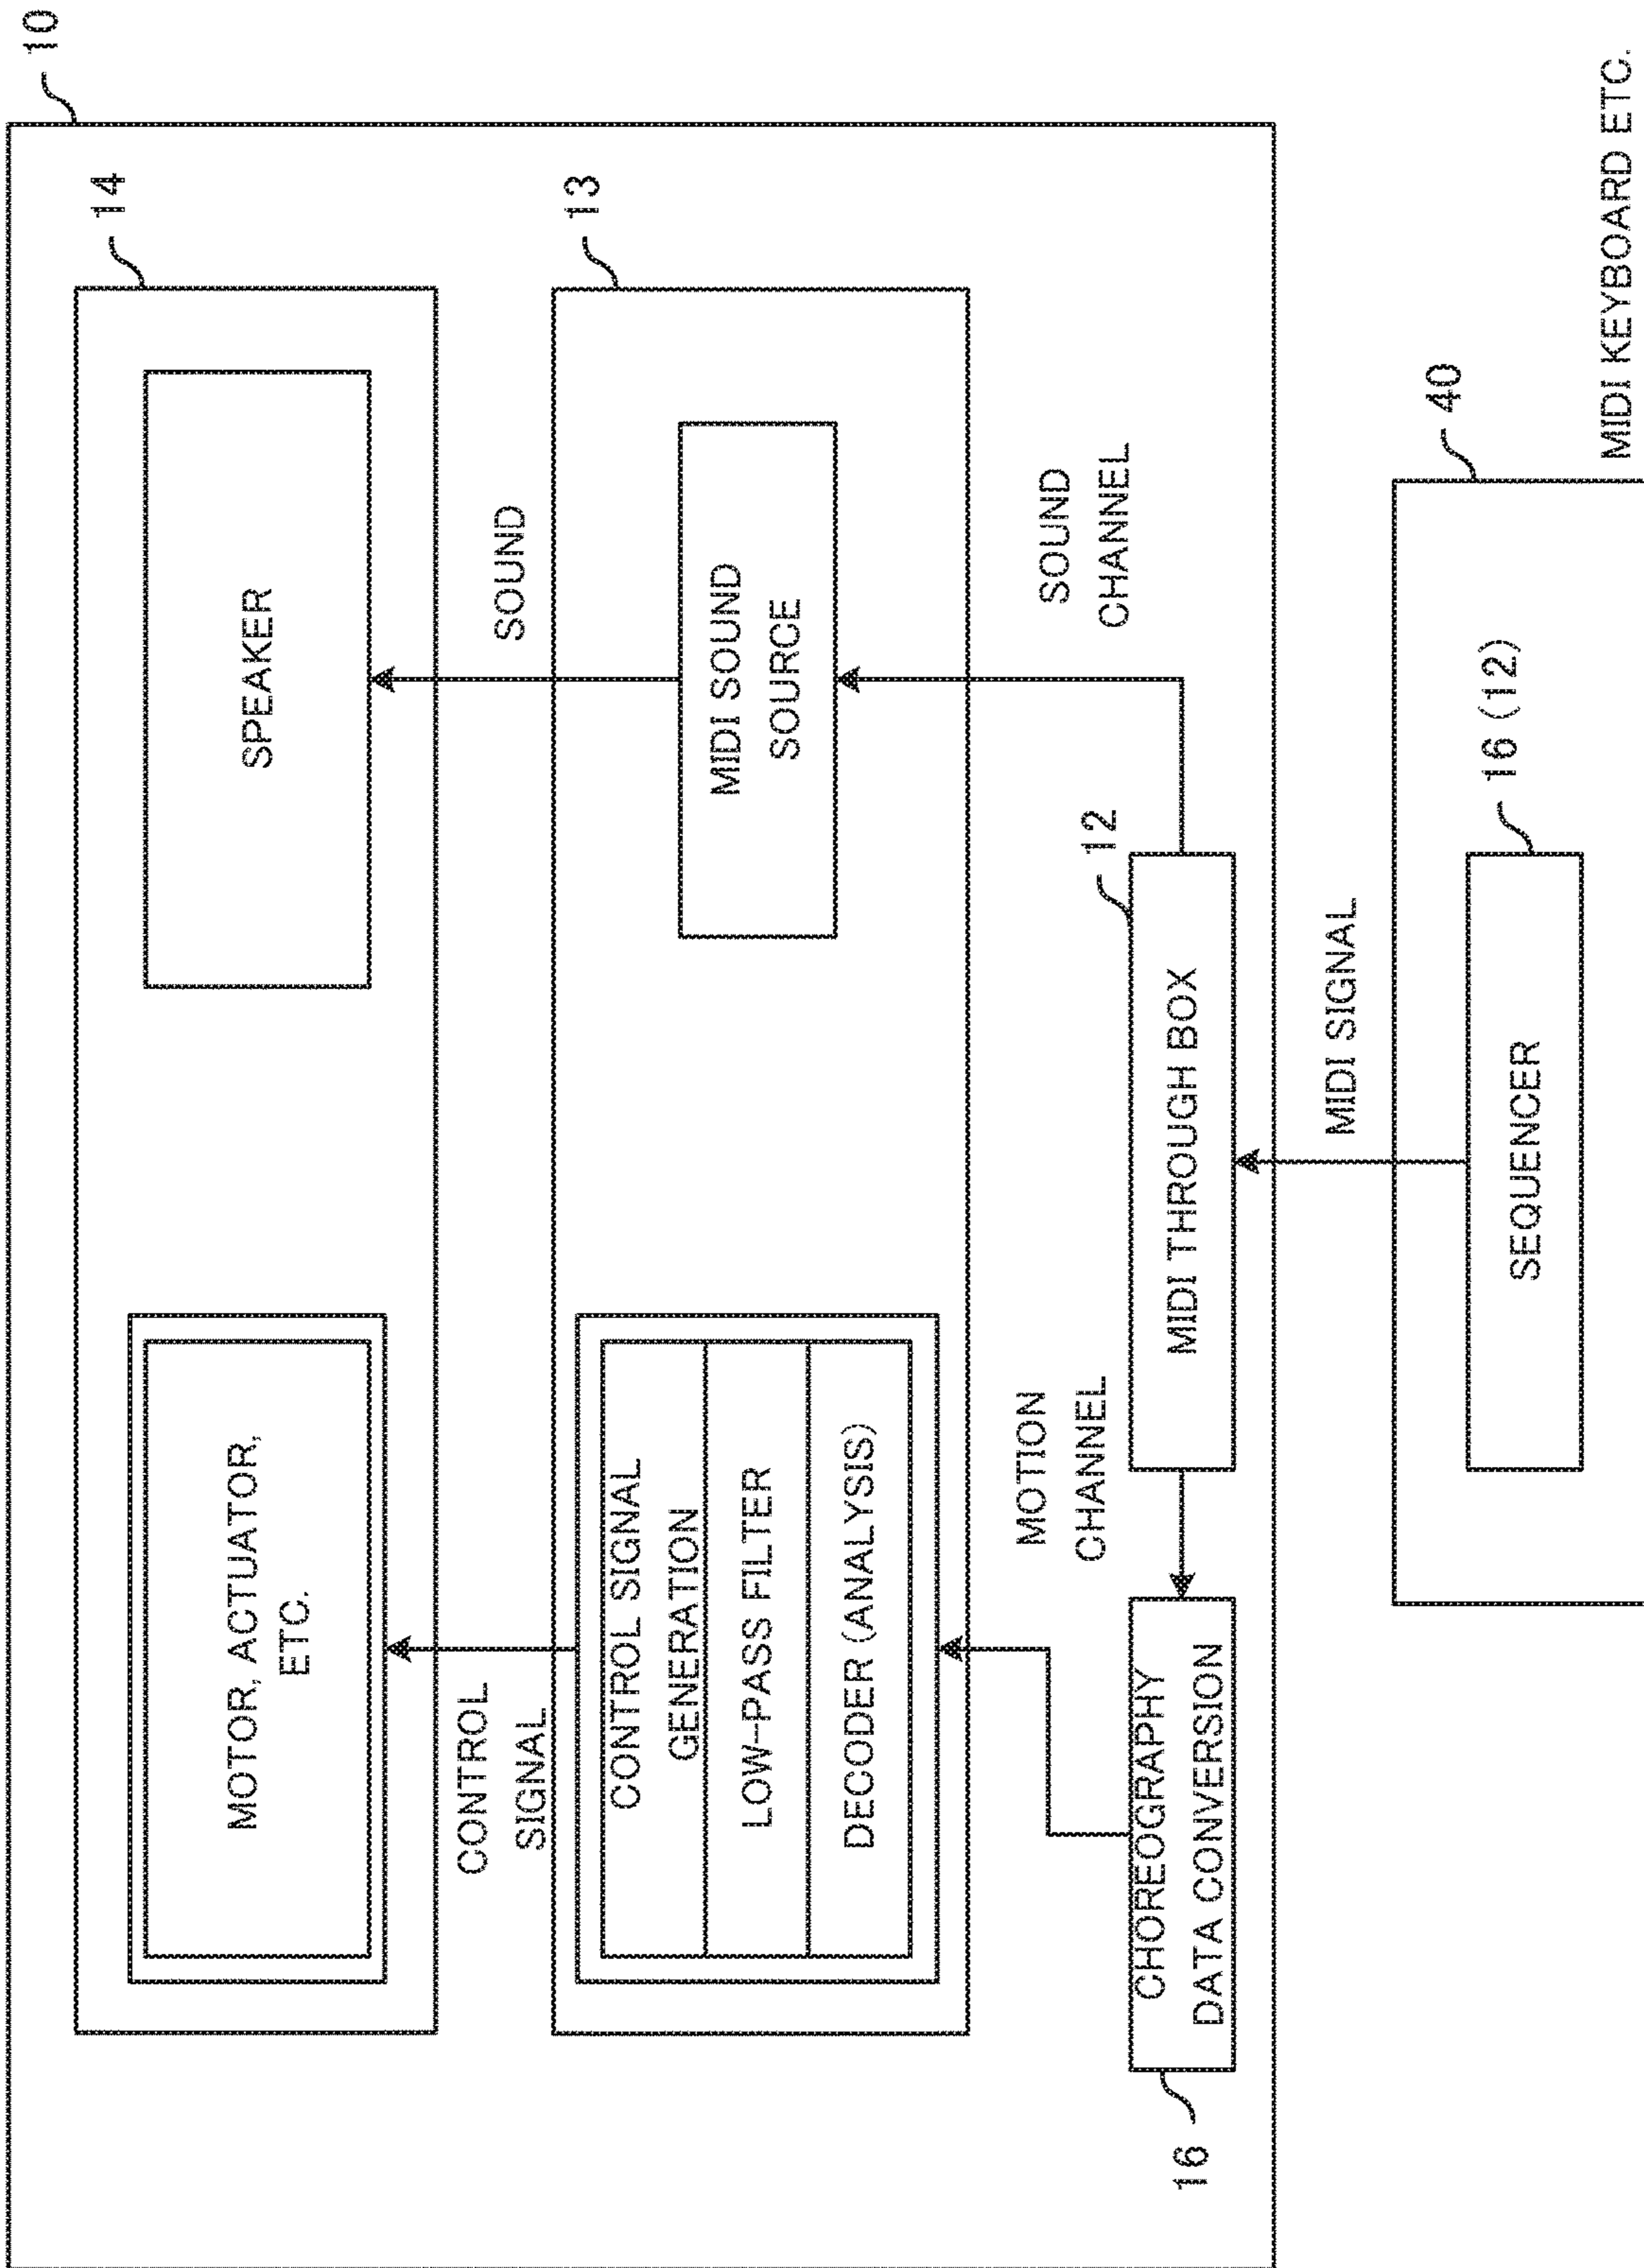 10
14
MOTOR, ACTUATOR,
ETC.
SPEAKER
CONTROL
SIGNAL
SOUND
13
CONTROL SIGNAL
GENERATION
LOW-PASS FILTER
DECODER (ANALYSIS)
MIDI SOUND
SOURCE
MOTION
CHANNEL
SOUND
CHANNEL
12
16
CHOREOGRAPHY
DATA CONVERSION
MIDI THROUGH BOX
MIDI SIGNAL
40
16 (12)
SEQUENCER
MIDI KEYBOARD ETC.